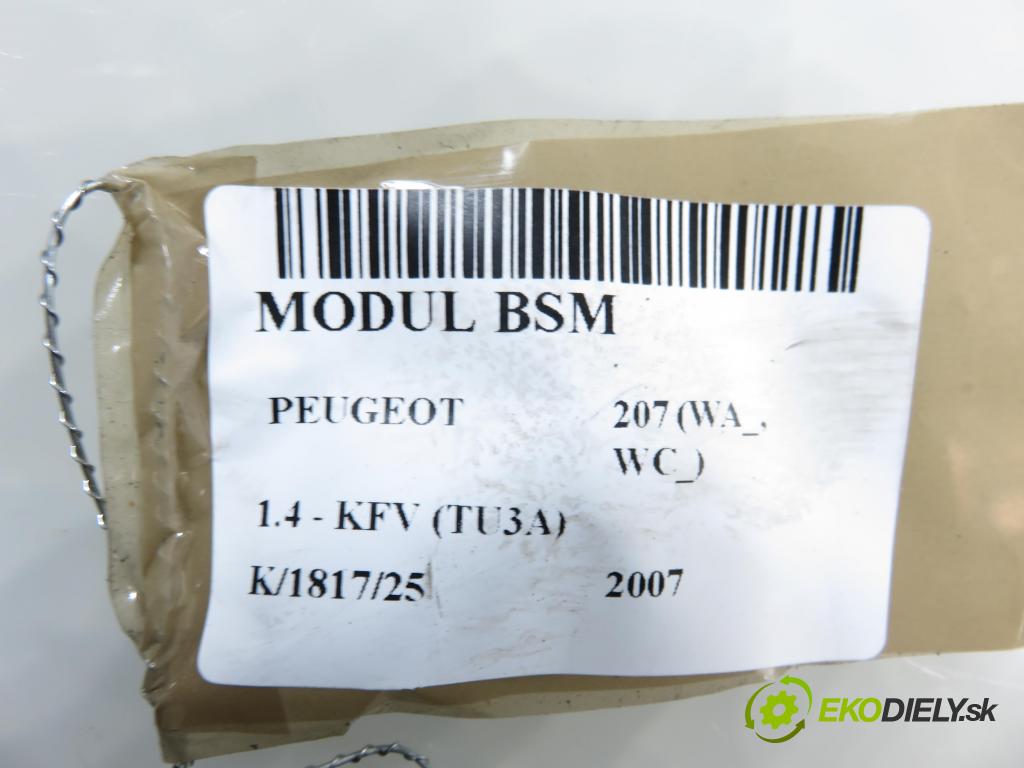 MODUL BSM
PEUGEOT 207 (WA_,
WC_)
1.4 - KFV (TU3A)
K/1817/25 2007
EKODIELY.sk